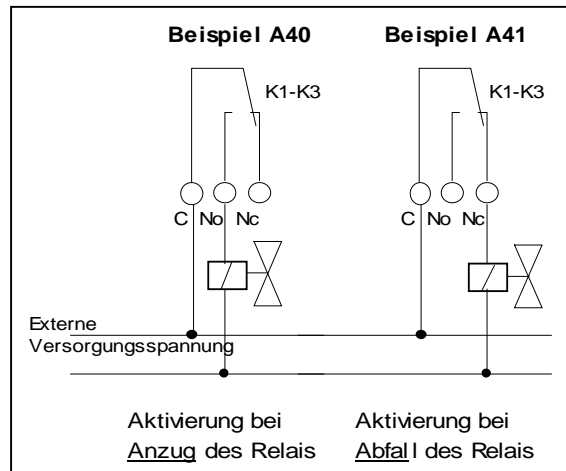 Beispiel A40
Beispiel A41
K1-K3
K1-K3
C No Nc
C No Nc
Externe
Versorgungsspannung
Aktivierung bei
Anzug des Relais
Aktivierung bei
Abfall des Relais